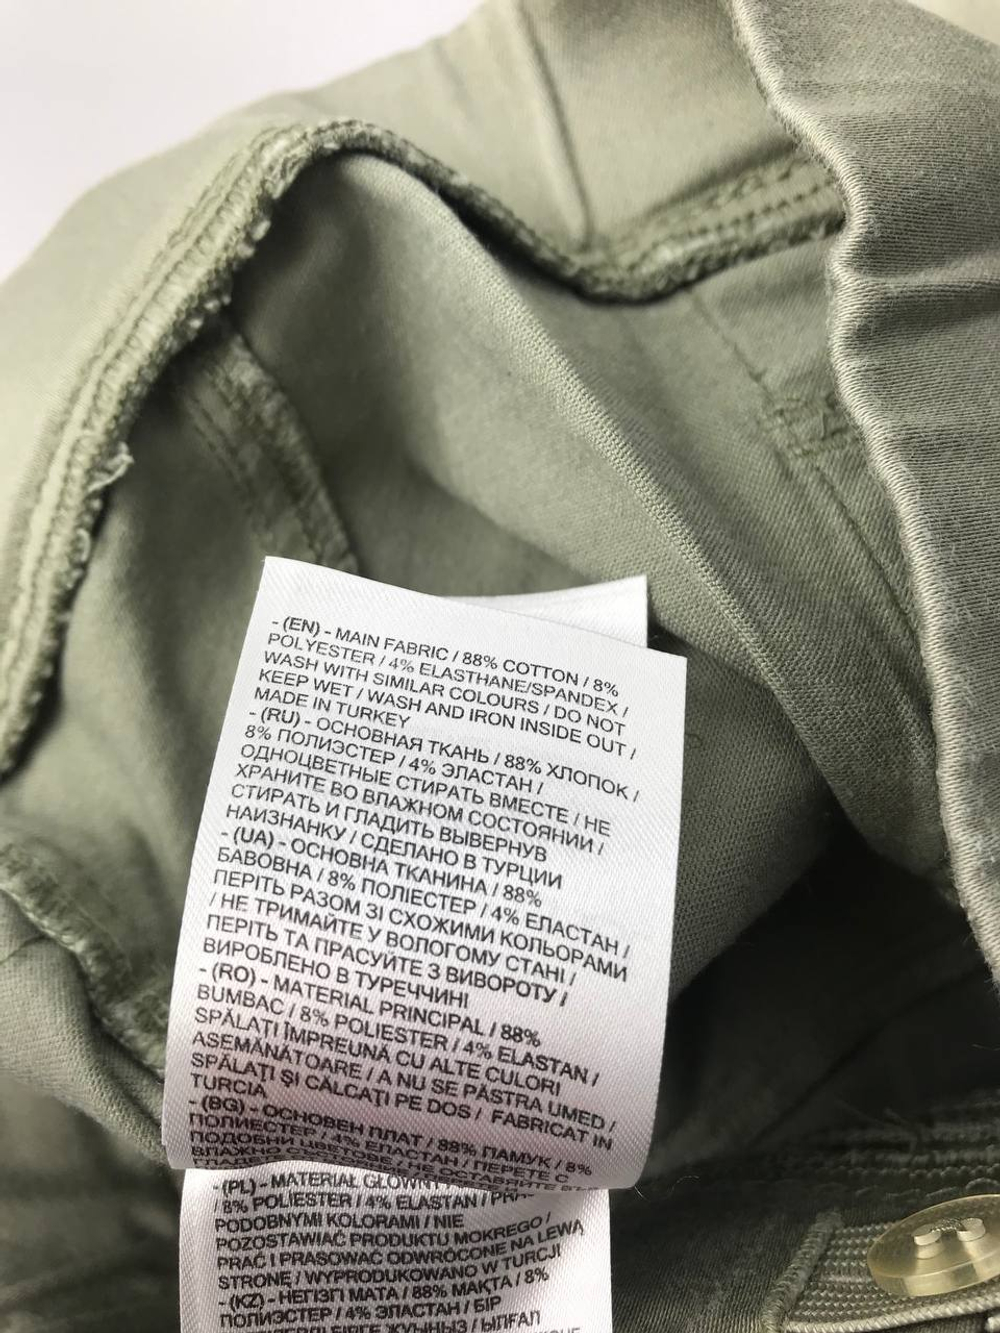 - (EN) - MAIN FABRIC / 88% COTTON / 8%
POLYESTER / 4% ELASTHANE/SPANDEX /
WASH WITH SIMILAR COLOURS / DO NOT
KEEP WET / WASH AND IRON INSIDE OUT /
MADE IN TURKEY
- (RU) - ОСНОВНАЯ ТКАНЬ / 88% ХЛОПОК /
8% ПОЛИЭСТЕР / 4% ЭЛАСТАН /
ОДНОЦВЕТНЫЕ СТИРАТЬ ВМЕСТЕ / НЕ
ХРАНИТЕ ВО ВЛАЖНОМ СОСТОЯНИИ /
СТИРАТЬ И ГЛАДИТЬ ВЫВЕРНУВ
НАИЗНАНКУ / СДЕЛАНО В ТУРЦИИ
- (UA) - ОСНОВНА ТКАНИНА / 88%
БАВОВНА / 8% ПОЛІЕСТЕР / 4% ЕЛАСТАН /
ПЕРІТЬ РАЗОМ ЗІ СХОЖИМИ КОЛЬОРАМИ
/ НЕ ТРИМАЙТЕ У ВОЛОГОМУ СТАНІ /
ПЕРІТЬ ТА ПРАСУЙТЕ З ВИВОРОТУ /
ВИРОБЛЕНО В ТУРЕЧЧИНІ
- (RO) - MATERIAL PRINCIPAL / 88%
BUMBAC / 8% POLIESTER / 4% ELASTAN /
SPĂLAȚI ÎMPREUNĂ CU ALTE CULORI
ASEMĂNĂTOARE / A NU SE PĂSTRA UMED /
SPĂLAȚI ȘI CĂLCAȚI PE DOS / FABRICAT IN
TURCIA
- (BG) - ОСНОВЕН ПЛАТ / 88% ПАМУК / 8%
ПОЛИЕСТЕР / 4% ЕЛАСТАН / ПЕРЕТЕ С
ПОДОБНИ ЦВЕТОВЕ / НЕ ОСТАВЯЙТЕ
ВЛАЖНО
- (PL) - MATERIAŁ GŁÓWNY
/ 8% POLIESTER / 4% ELASTAN /
PODOBNYMI KOLORAMI / NIE
POZOSTAWIAĆ PRODUKTU MOKREGO /
PRAĆ I PRASOWAĆ ODWRÓCONE NA LEWĄ
STRONĘ / WYPRODUKOWANO W TURCJI
- (KZ) - НЕГІЗГІ МАТА / 88% МАҚТА / 8%
ПОЛИЭСТЕР / 4% ЭЛАСТАН / БІР